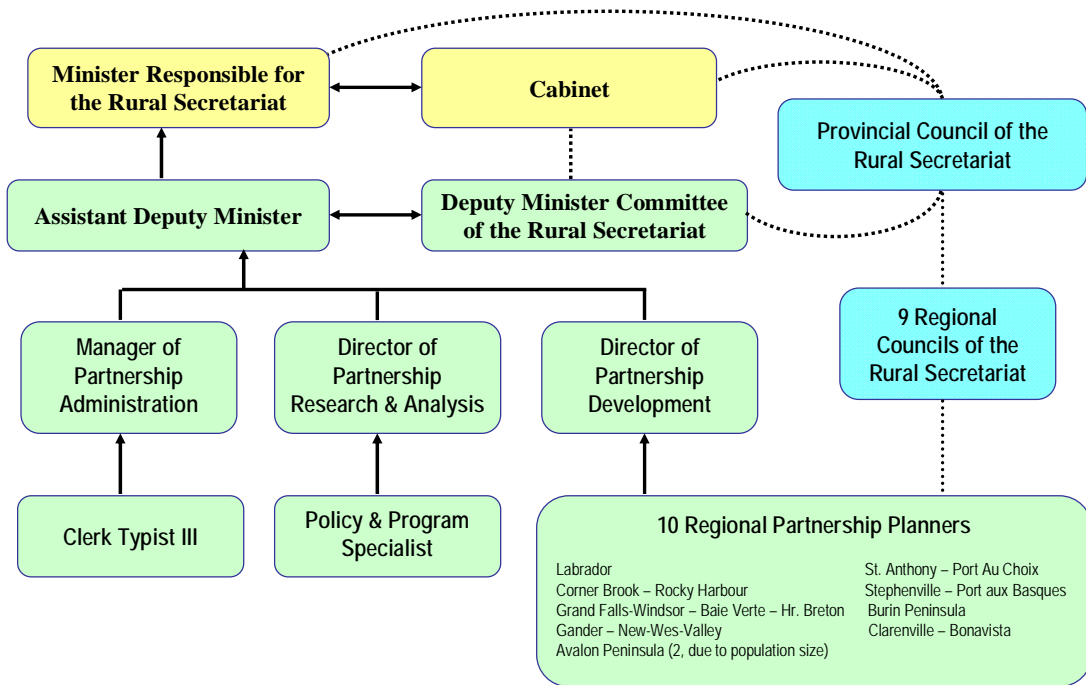 Minister Responsible for
the Rural Secretariat
Cabinet
Provincial Council of the
Rural Secretariat
Assistant Deputy Minister
Deputy Minister Committee
of the Rural Secretariat
Manager of
Partnership
Administration
Director of
Partnership
Research & Analysis
Director of
Partnership
Development
9 Regional
Councils of the
Rural Secretariat
Clerk Typist III
Policy & Program
Specialist
10 Regional Partnership Planners
Labrador
Corner Brook – Rocky Harbour
Grand Falls-Windsor – Baie Verte – Hr. Breton
Gander – New-Wes-Valley
Avalon Peninsula (2, due to population size)
St. Anthony – Port Au Choix
Stephenville – Port aux Basques
Burin Peninsula
Clarenville – Bonavista